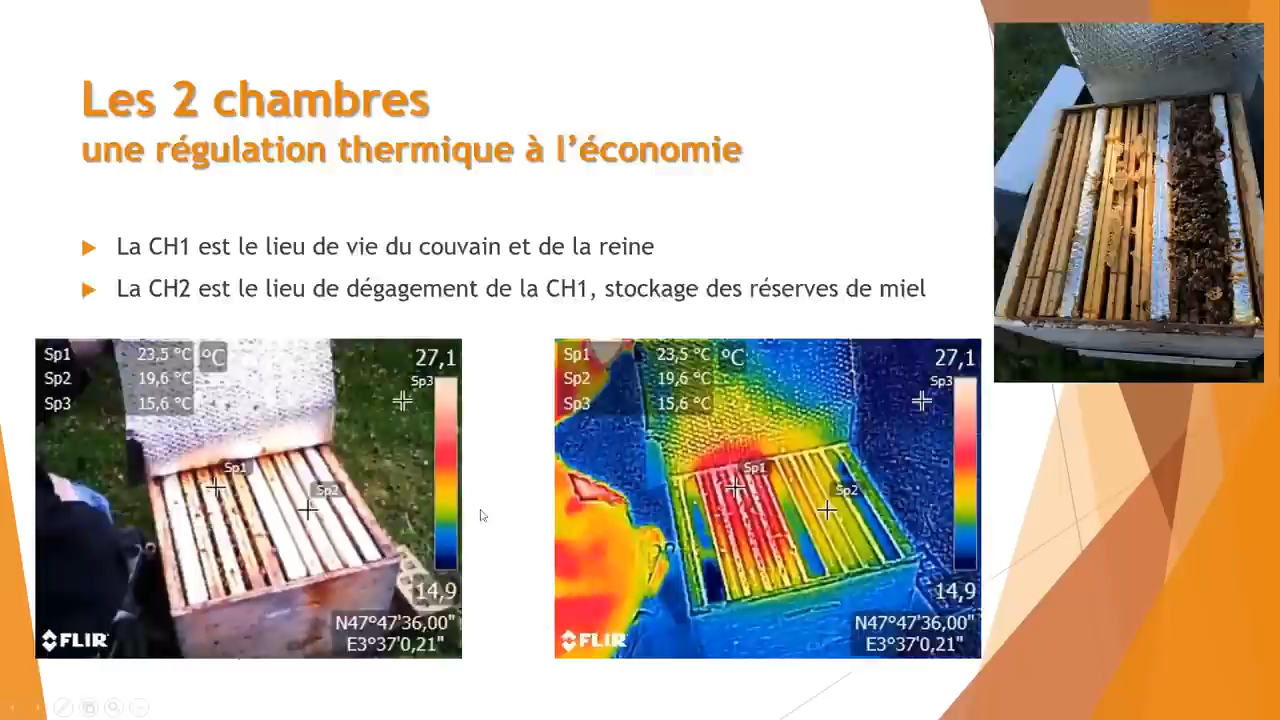 Les 2 chambres
une régulation thermique à l'économie
La CH1 est le lieu de vie du couvain et de la reine
La CH2 est le lieu de dégagement de la CH1, stockage des réserves de miel
Sp1 23,5 °C °C 27,1
Sp2 19,6 °C Sp3
Sp3 15,6 °C
Sp1
Sp2
14,9
N47°47'36,00"
E3°37'0,21"
FLIR
Sp1 23,5 °C °C 27,1
Sp2 19,6 °C Sp3
Sp3 15,6 °C
Sp1
Sp2
14,9
N47°47'36,00"
E3°37'0,21"
FLIR